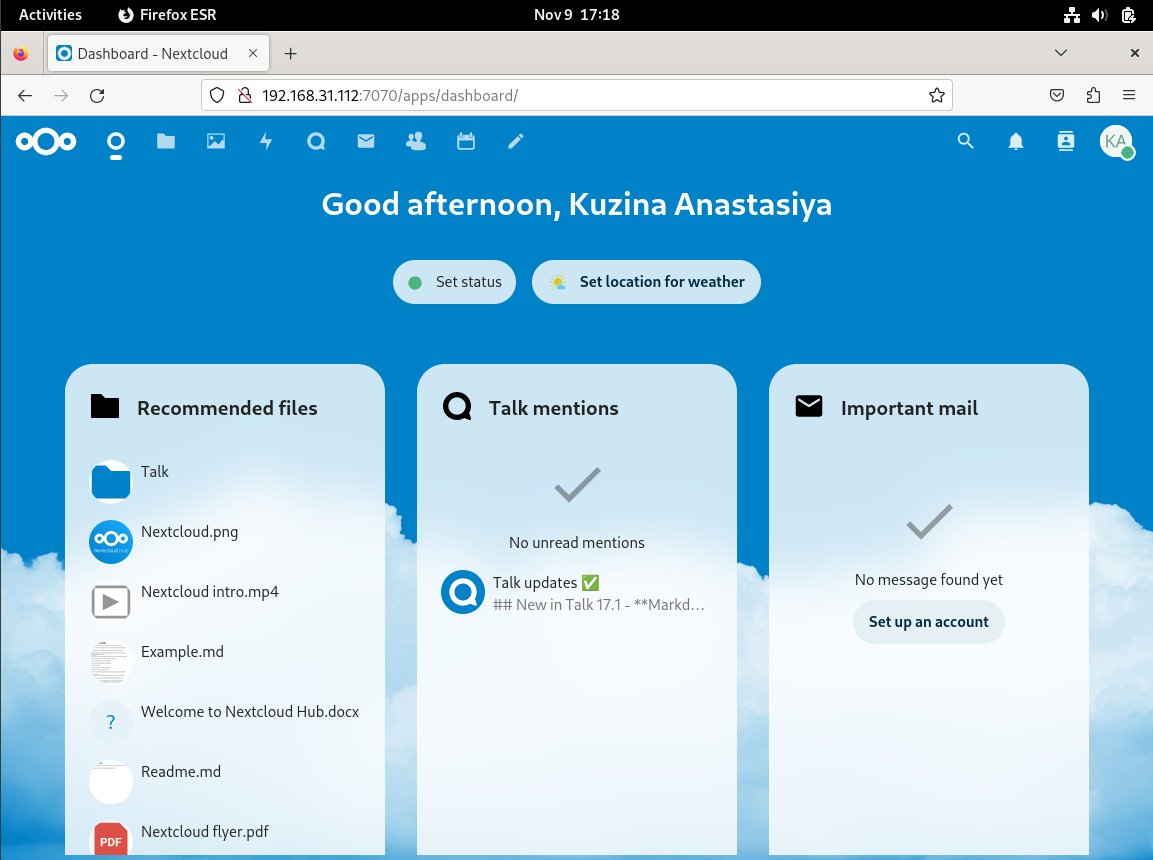 Activities
Firefox ESR
Nov 9 17:18
Dashboard - Nextcloud
192.168.31.112:7070/apps/dashboard/
KA
Good afternoon, Kuzina Anastasiya
Set status
Set location for weather
Recommended files
Talk
Nextcloud.png
Nextcloud intro.mp4
Example.md
? Welcome to Nextcloud Hub.docx
Readme.md
PDF
Nextcloud flyer.pdf
Talk mentions
No unread mentions
Talk updates ✅
## New in Talk 17.1 - **Markd…
Important mail
No message found yet
Set up an account